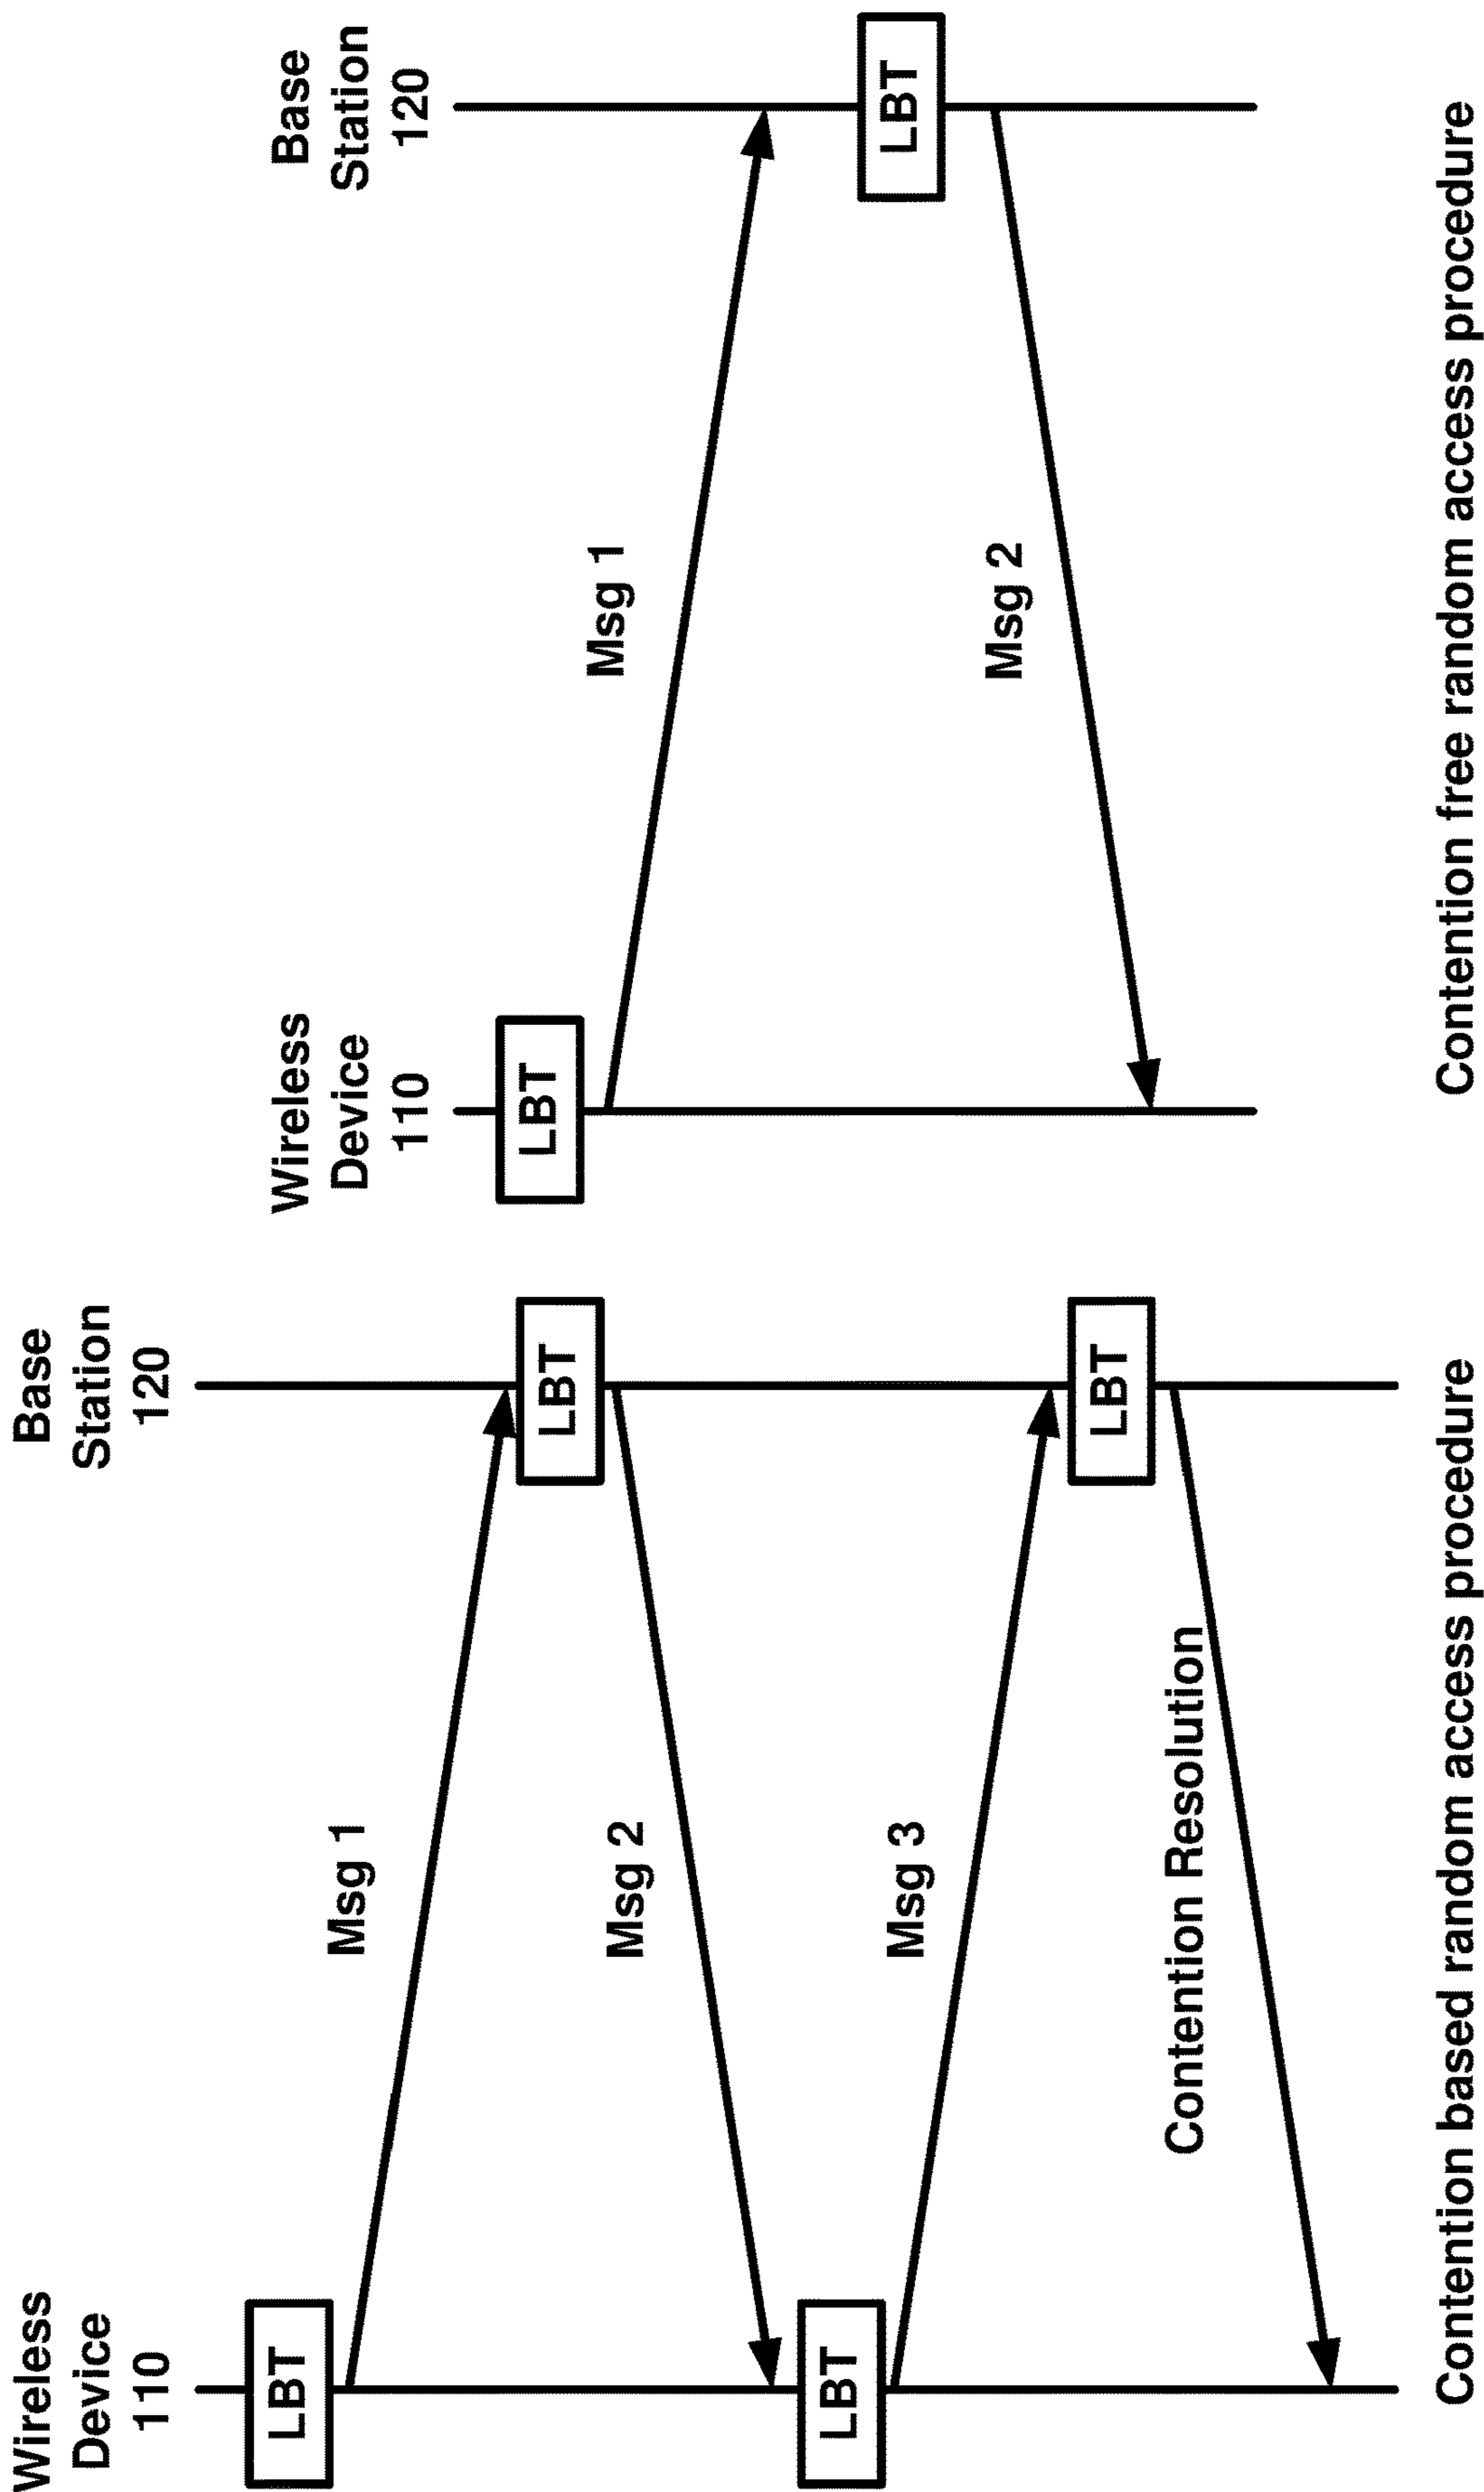 Wireless
Device
110
Base
Station
120
LBT
Msg 1
LBT
Msg 2
LBT
Msg 3
LBT
Contention Resolution
Contention based random access procedure
Wireless
Device
110
Base
Station
120
LBT
Msg 1
LBT
Msg 2
Contention free random access procedure